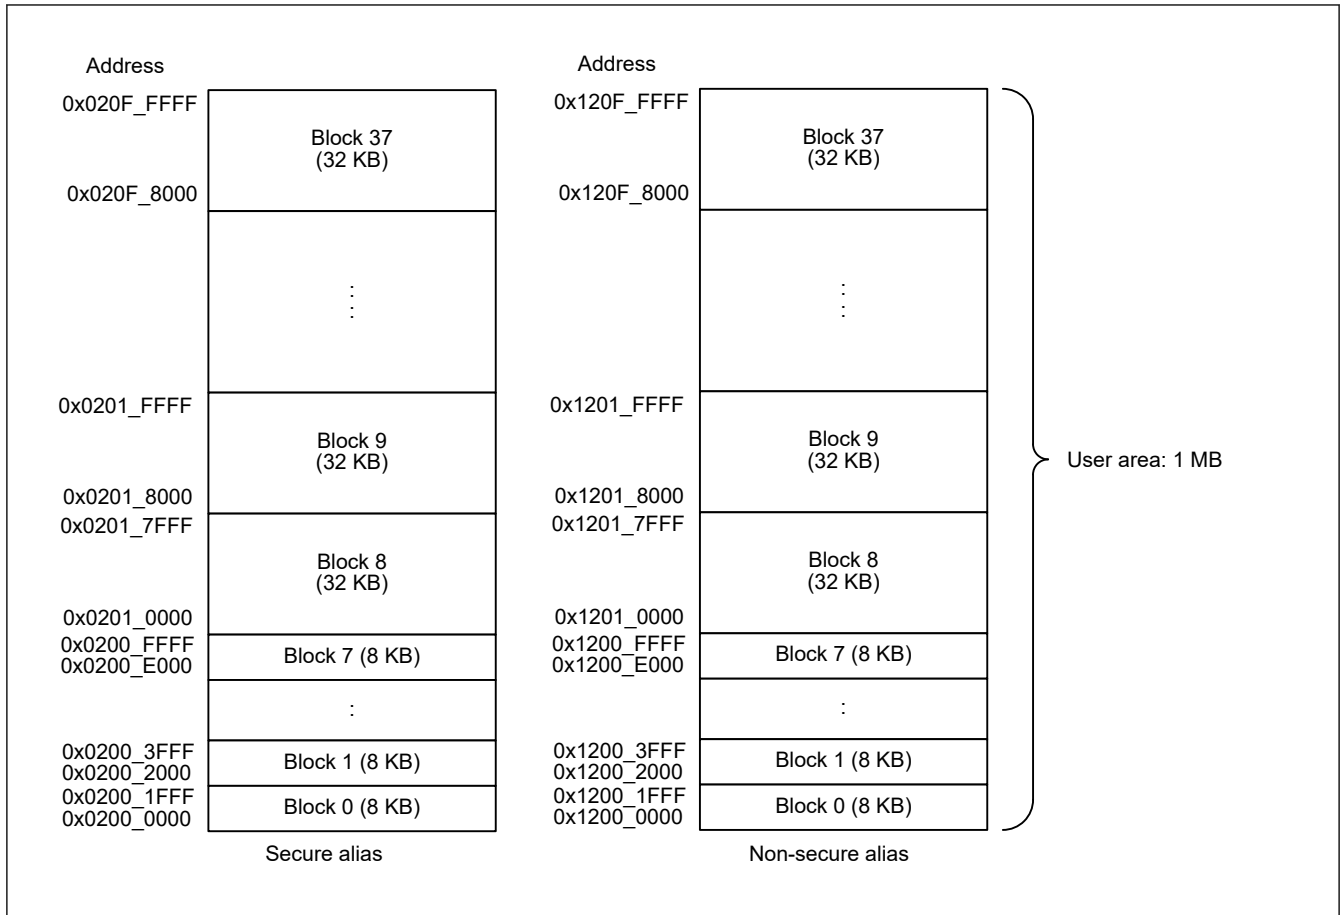 Address
0x020F_FFFF
Block 37
(32 KB)
0x020F_8000
:
:
0x0201_FFFF
Block 9
(32 KB)
0x0201_8000
0x0201_7FFF
Block 8
(32 KB)
0x0201_0000
0x0200_FFFF
0x0200_E000
Block 7 (8 KB)
:
0x0200_3FFF
0x0200_2000
Block 1 (8 KB)
0x0200_1FFF
0x0200_0000
Block 0 (8 KB)
Secure alias
Address
0x120F_FFFF
Block 37
(32 KB)
0x120F_8000
:
:
0x1201_FFFF
Block 9
(32 KB)
0x1201_8000
0x1201_7FFF
Block 8
(32 KB)
0x1201_0000
0x1200_FFFF
0x1200_E000
Block 7 (8 KB)
:
0x1200_3FFF
0x1200_2000
Block 1 (8 KB)
0x1200_1FFF
0x1200_0000
Block 0 (8 KB)
Non-secure alias
User area: 1 MB